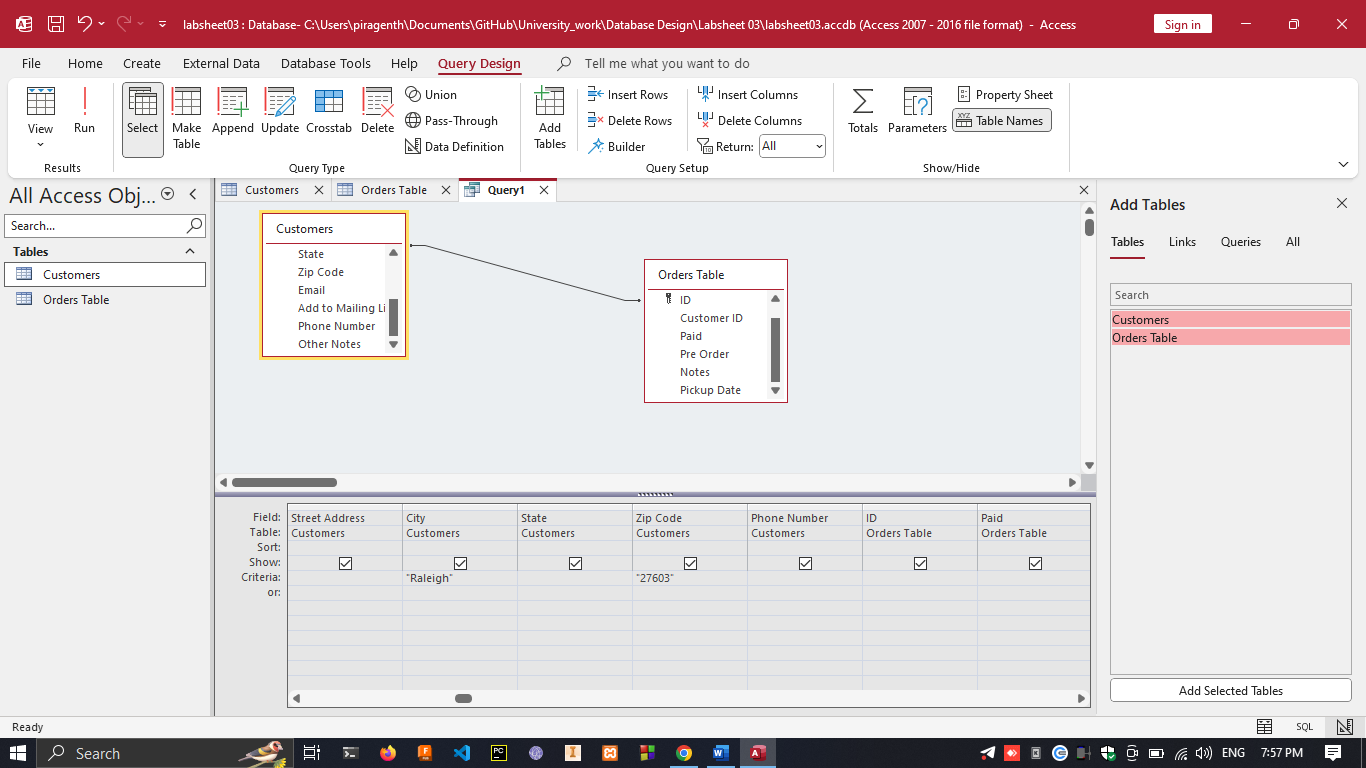 labsheet03 : Database- C:\Users\piragenth\Documents\GitHub\University_work\Database Design\Labsheet 03\labsheet03.accdb (Access 2007 - 2016 file format) - Access
Sign in
File Home Create External Data Database Tools Help Query Design Tell me what you want to do
View
Run
Results
Select
Make Table
Append
Update
Crosstab
Delete
Union
Pass-Through
Data Definition
Query Type
Add Tables
Insert Rows
Delete Rows
Builder
Insert Columns
Delete Columns
Return: All
Query Setup
Totals
Parameters
Property Sheet
XYZ
Table Names
Show/Hide
All Access Obj...
Search...
Tables
Customers
Orders Table
Customers Orders Table Query1
Customers
State
Zip Code
Email
Add to Mailing Li
Phone Number
Other Notes
Orders Table
ID
Customer ID
Paid
Pre Order
Notes
Pickup Date
Field: Street Address City State Zip Code Phone Number ID Paid
Table: Customers Customers Customers Customers Customers Orders Table Orders Table
Sort:
Show:
Criteria: "Raleigh" "27603"
or:
Add Tables
Tables Links Queries All
Search
Customers
Orders Table
Add Selected Tables
Ready
SQL
Search
ENG
7:57 PM